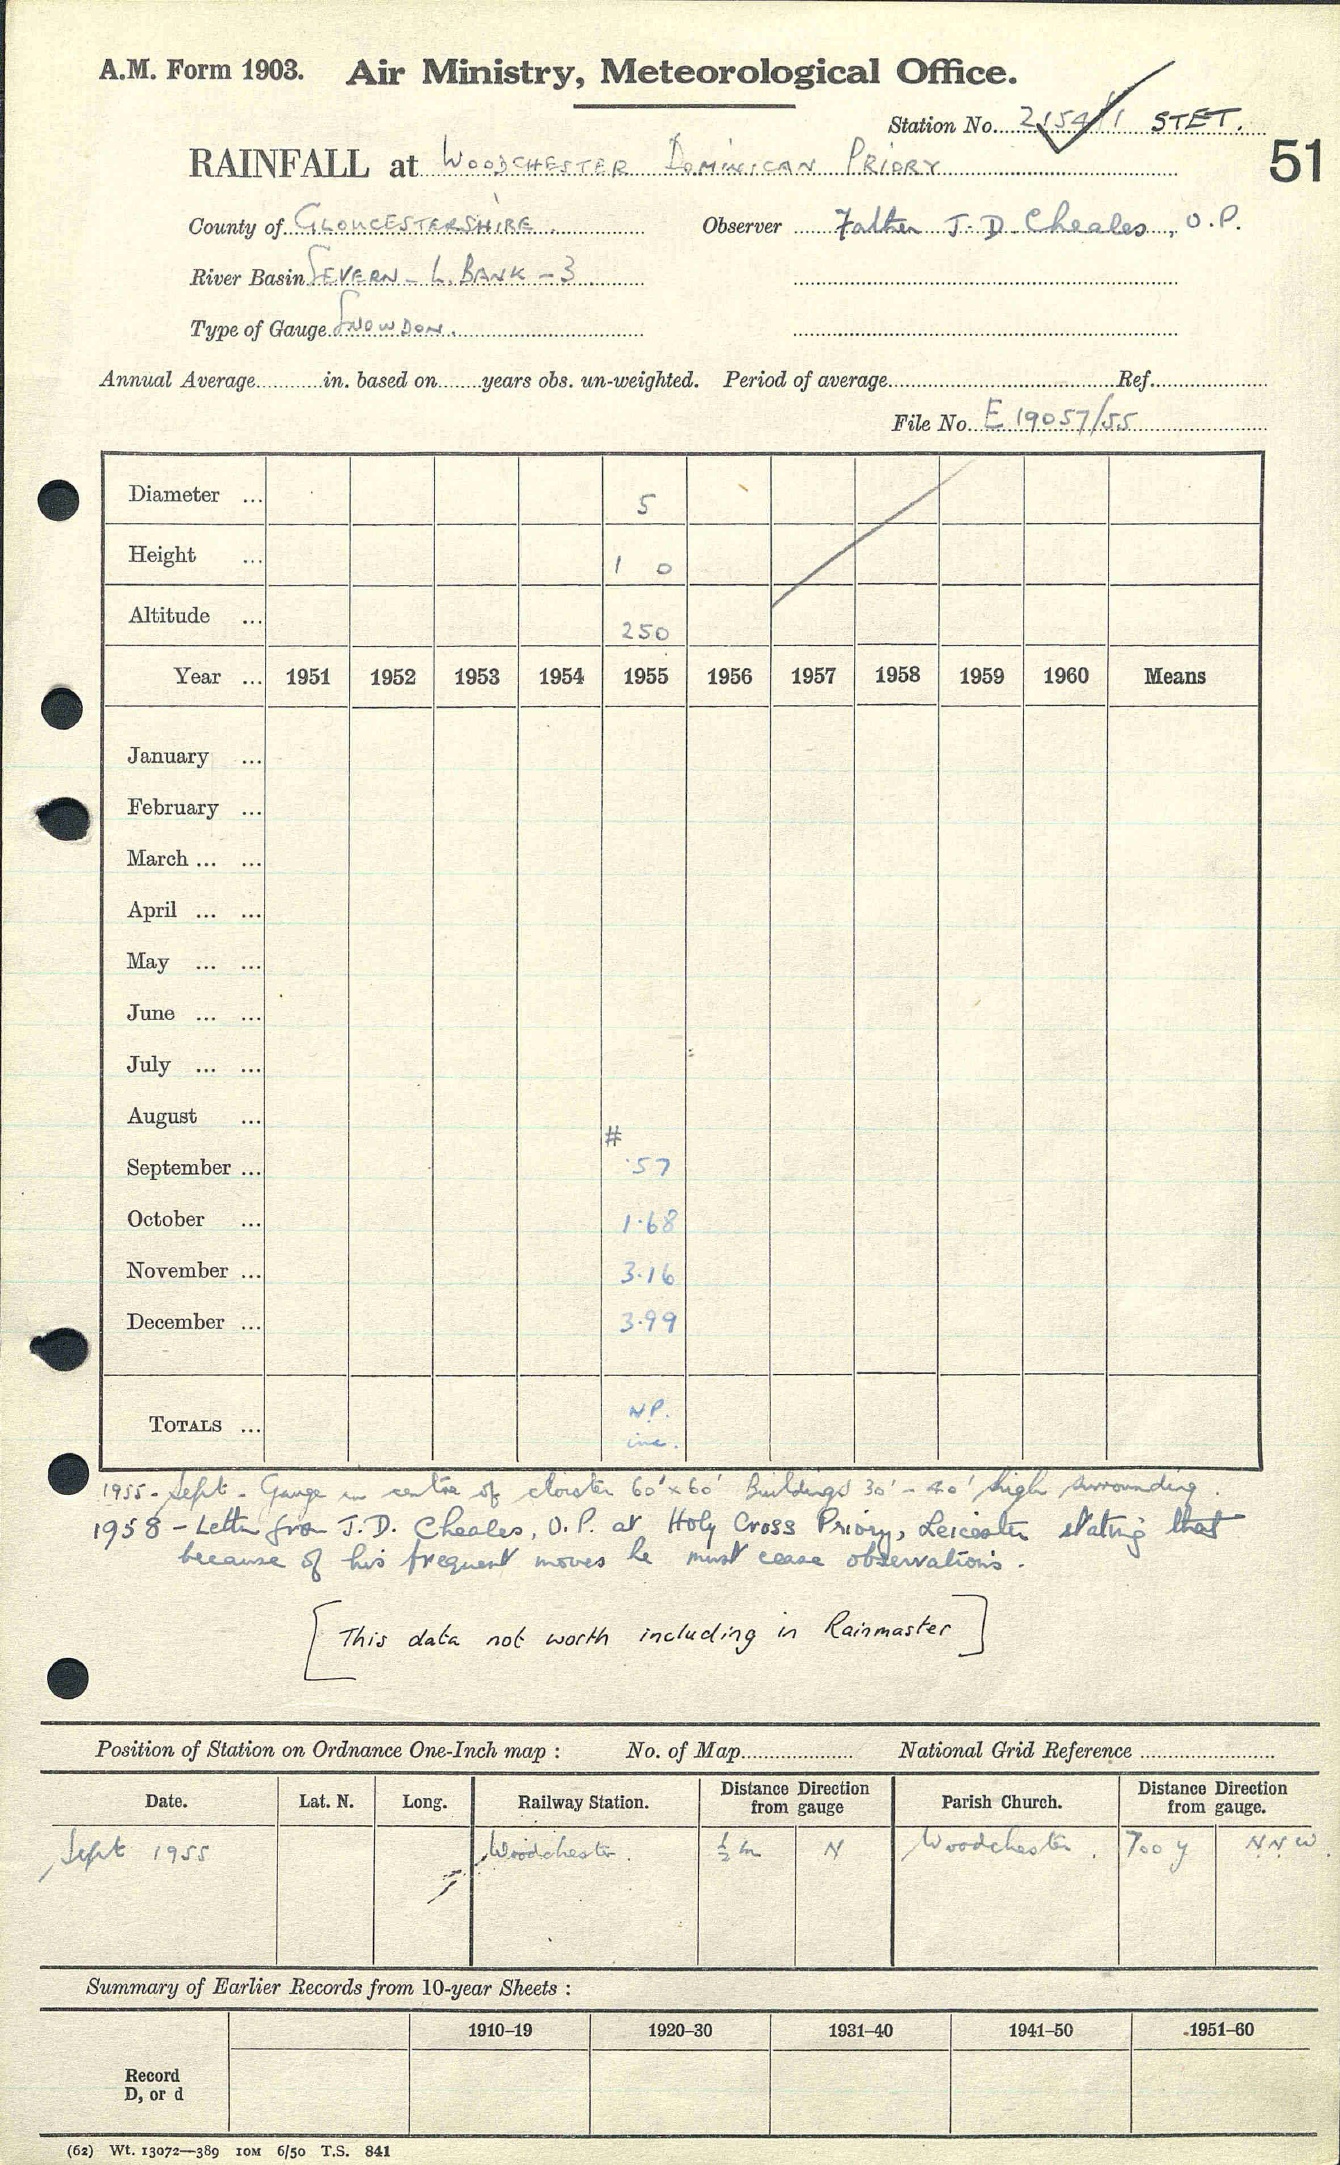 A.M. Form 1903. Air Ministry, Meteorological Office.
Station No. 2154/1 STET.
RAINFALL at WOODCHESTER DOMINICAN PRIORY
51
County of GLOUCESTERSHIRE. Observer Father J. D. Cheales, O.P.
River Basin SEVERN - L. BANK - 3
Type of Gauge SNOWDON.
Annual Average in. based on years obs. un-weighted. Period of average Ref.
File No. E 19057/55
Diameter ... 5
Height ... 1 0
Altitude ... 250
Year ... 1951 1952 1953 1954 1955 1956 1957 1958 1959 1960 Means
January ...
February ...
March ... ...
April ... ...
May ... ...
June ... ...
July ... ...
August ...
#
September ... ·57
October ... 1·68
November ... 3·16
December ... 3·99
TOTALS ... N.P.
inc.
1955 - Sept - Gauge in centre of cloister 60' x 60' Buildings 30' - 40' high surrounding.
1958 - Letter from J.D. Cheales, O.P. at Holy Cross Priory, Leicester stating that
because of his frequent moves he must cease observations.
[This data not worth including in Rainmaster]
Position of Station on Ordnance One-Inch map : No. of Map National Grid Reference
Date. Lat. N. Long. Railway Station. Distance Direction from gauge Parish Church. Distance Direction from gauge.
Sept 1955 Woodchester. ½ m N Woodchester. 700 y N.N.W.
Summary of Earlier Records from 10-year Sheets :
1910–19 1920–30 1931–40 1941–50 1951–60
Record
D, or d
(62) Wt. 13072—389 10M 6/50 T.S. 841